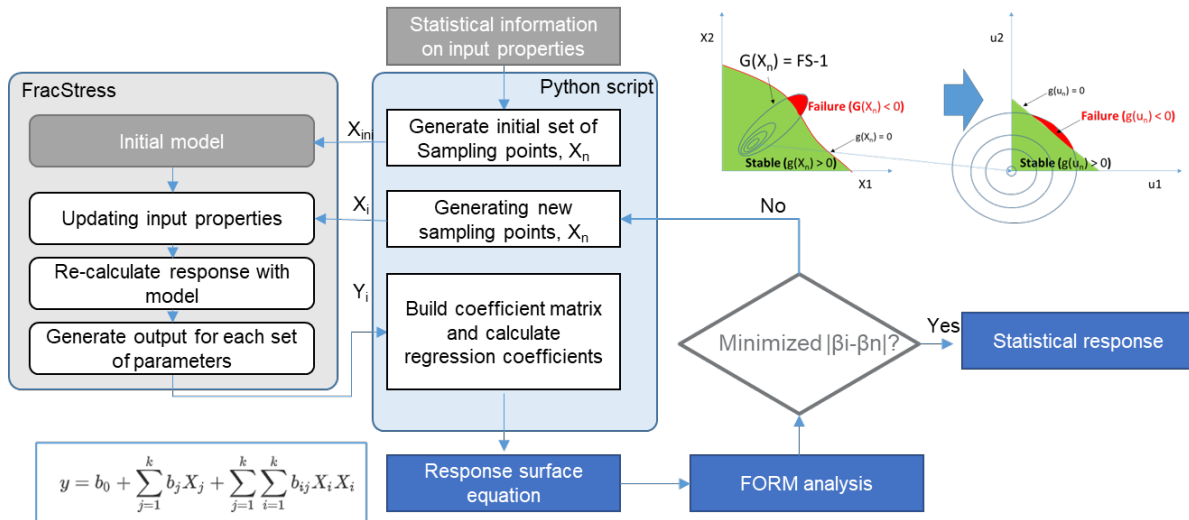 Statistical information
on input properties
FracStress
Python script
Initial model
X_ini
Generate initial set of
Sampling points, X_n
Updating input properties
X_i
Generating new
sampling points, X_n
No
Re-calculate response with
model
Y_i
Build coefficient matrix
and calculate
regression coefficients
Generate output for each set
of parameters
Minimized |βi-βn|?
Yes
Statistical response
Response surface
equation
FORM analysis
y = b_0 + \sum_{j=1}^{k} b_j X_j + \sum_{j=1}^{k} \sum_{i=1}^{k} b_{ij} X_i X_i
X2
G(X_n) = FS-1
Failure (G(X_n) < 0)
g(X_n) = 0
Stable (g(X_n) > 0)
X1
u2
g(u_n) = 0
Failure (g(u_n) < 0)
Stable (g(u_n) > 0)
u1